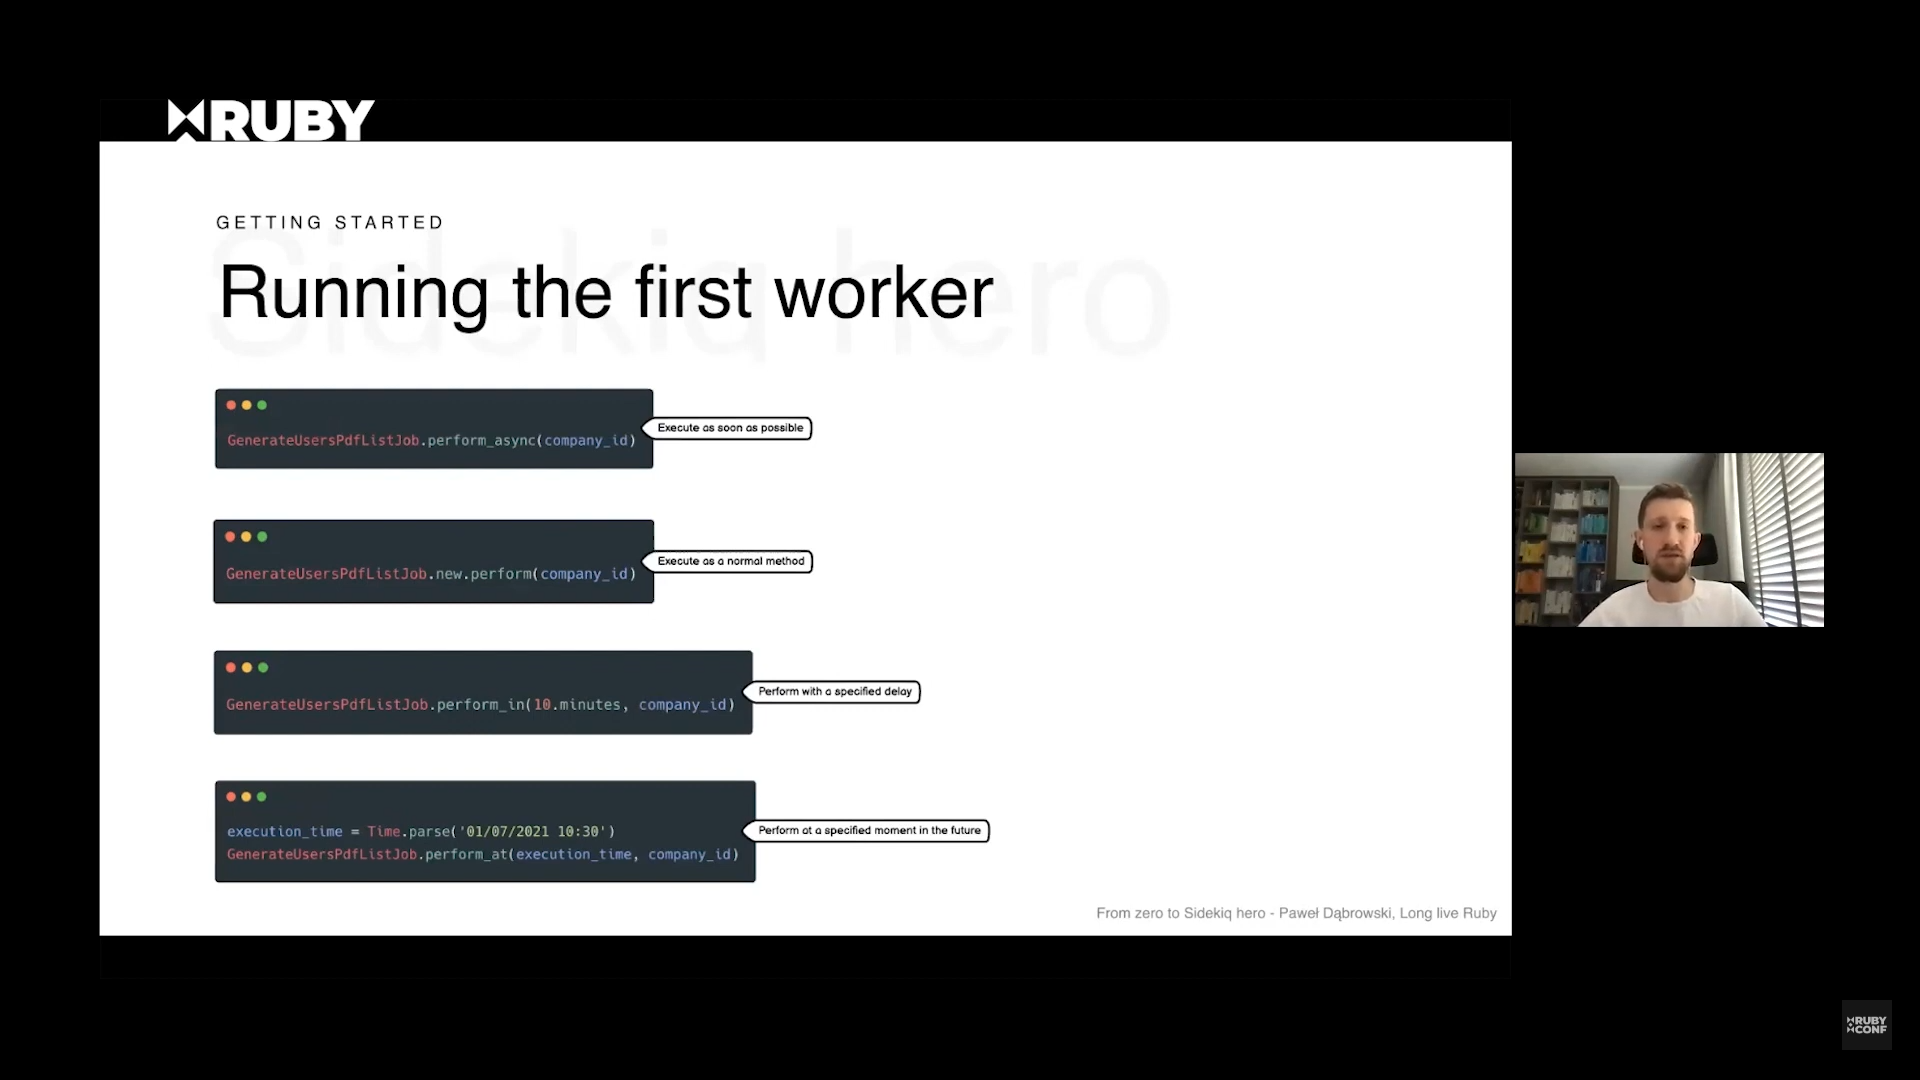 RUBY
GETTING STARTED
Sidekiq hero
Running the first worker
GenerateUsersPdfListJob.perform_async(company_id)
Execute as soon as possible
GenerateUsersPdfListJob.new.perform(company_id)
Execute as a normal method
GenerateUsersPdfListJob.perform_in(10.minutes, company_id)
Perform with a specified delay
execution_time = Time.parse('01/07/2021 10:30')
GenerateUsersPdfListJob.perform_at(execution_time, company_id)
Perform at a specified moment in the future
From zero to Sidekiq hero - Paweł Dąbrowski, Long live Ruby
RUBY
CONF